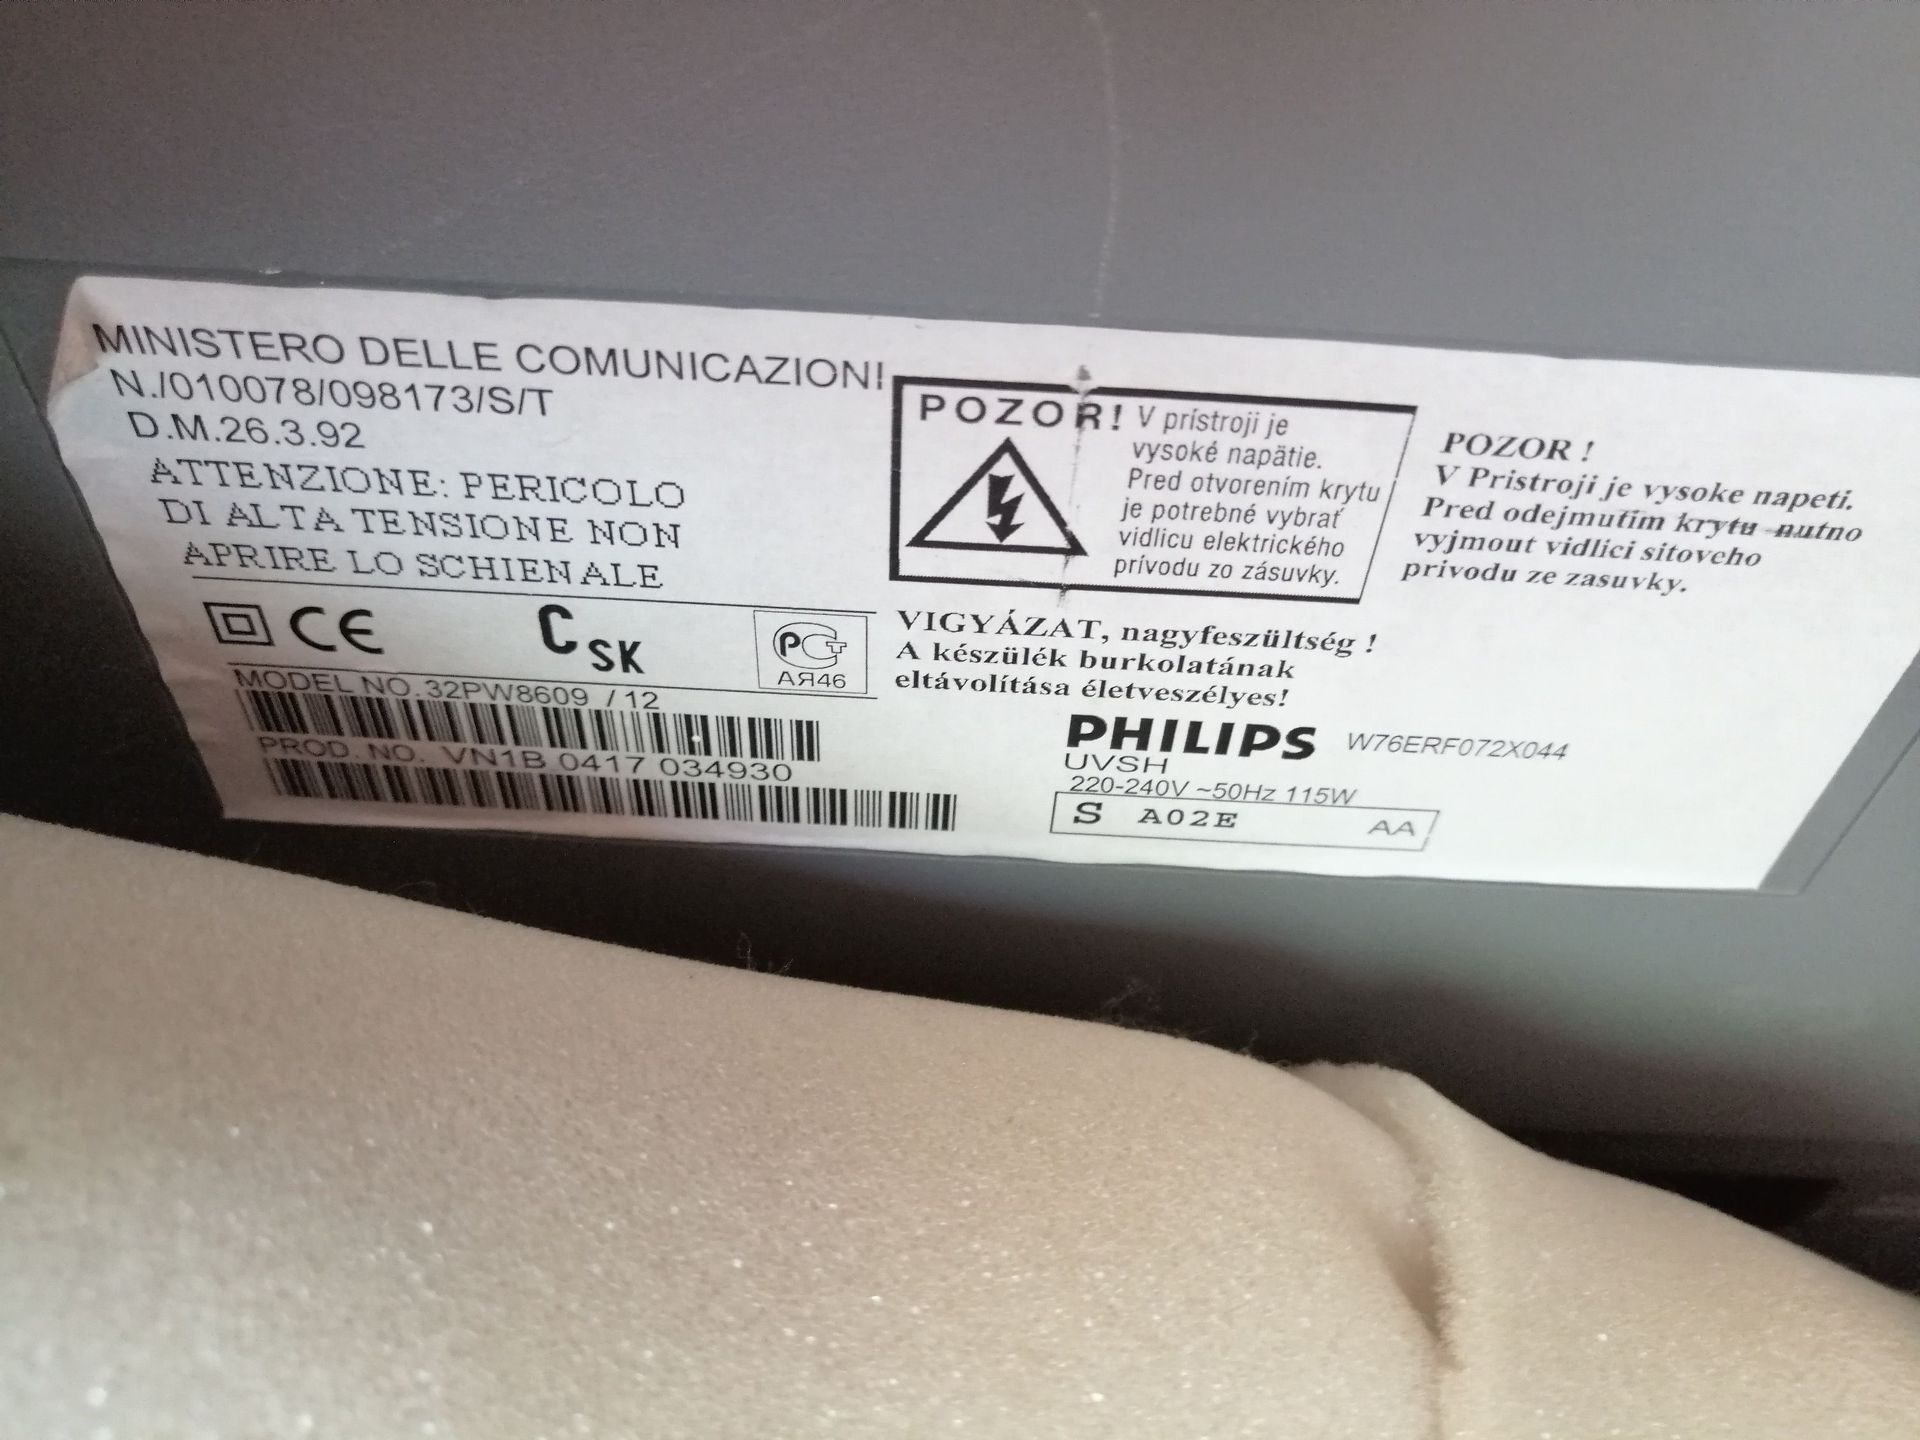 MINISTERO DELLE COMUNICAZIONI
N./010078/098173/S/T
D.M.26.3.92
ATTENZIONE: PERICOLO
DI ALTA TENSIONE NON
APRIRE LO SCHIENALE
CE
C SK
РСТ
АЯ46
MODEL NO. 32PW8609 /12
PROD. NO. VN1B 0417 034930
POZOR! V prístroji je
vysoké napätie.
Pred otvorením krytu
je potrebné vybrať
vidlicu elektrického
prívodu zo zásuvky.
POZOR !
V Pristroji je vysoke napeti.
Pred odejmutim krytu nutno
vyjmout vidlici sitoveho
privodu ze zasuvky.
VIGYÁZAT, nagyfeszültség !
A készülék burkolatának
eltávolítása életveszélyes!
PHILIPS W76ERF072X044
UVSH
220-240V ~50Hz 115W
S A02E AA